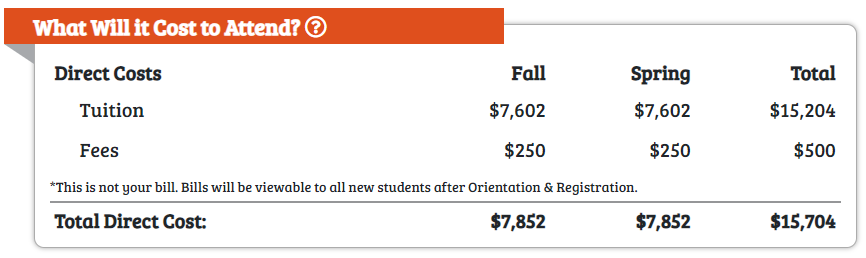 What Will it Cost to Attend? ?
Direct Costs Fall Spring Total
Tuition $7,602 $7,602 $15,204
Fees $250 $250 $500
*This is not your bill. Bills will be viewable to all new students after Orientation & Registration.
Total Direct Cost: $7,852 $7,852 $15,704